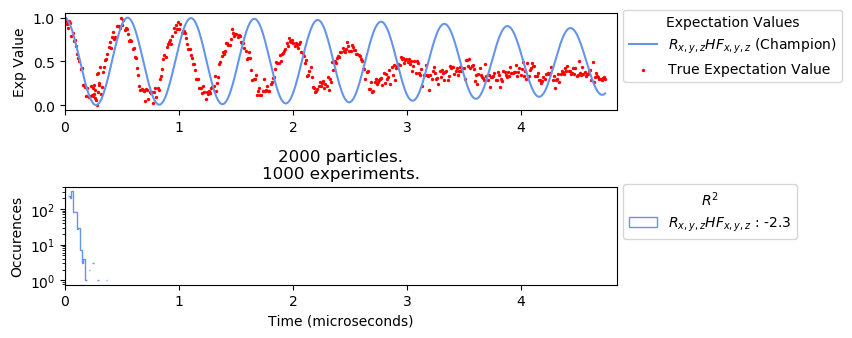 Expectation Values
R_{x,y,z}HF_{x,y,z} (Champion)
True Expectation Value
Exp Value
1.0
0.5
0.0
0 1 2 3 4
2000 particles.
1000 experiments.
Occurences
10^2
10^1
10^0
0 1 2 3 4
Time (microseconds)
R^2
R_{x,y,z}HF_{x,y,z} : -2.3